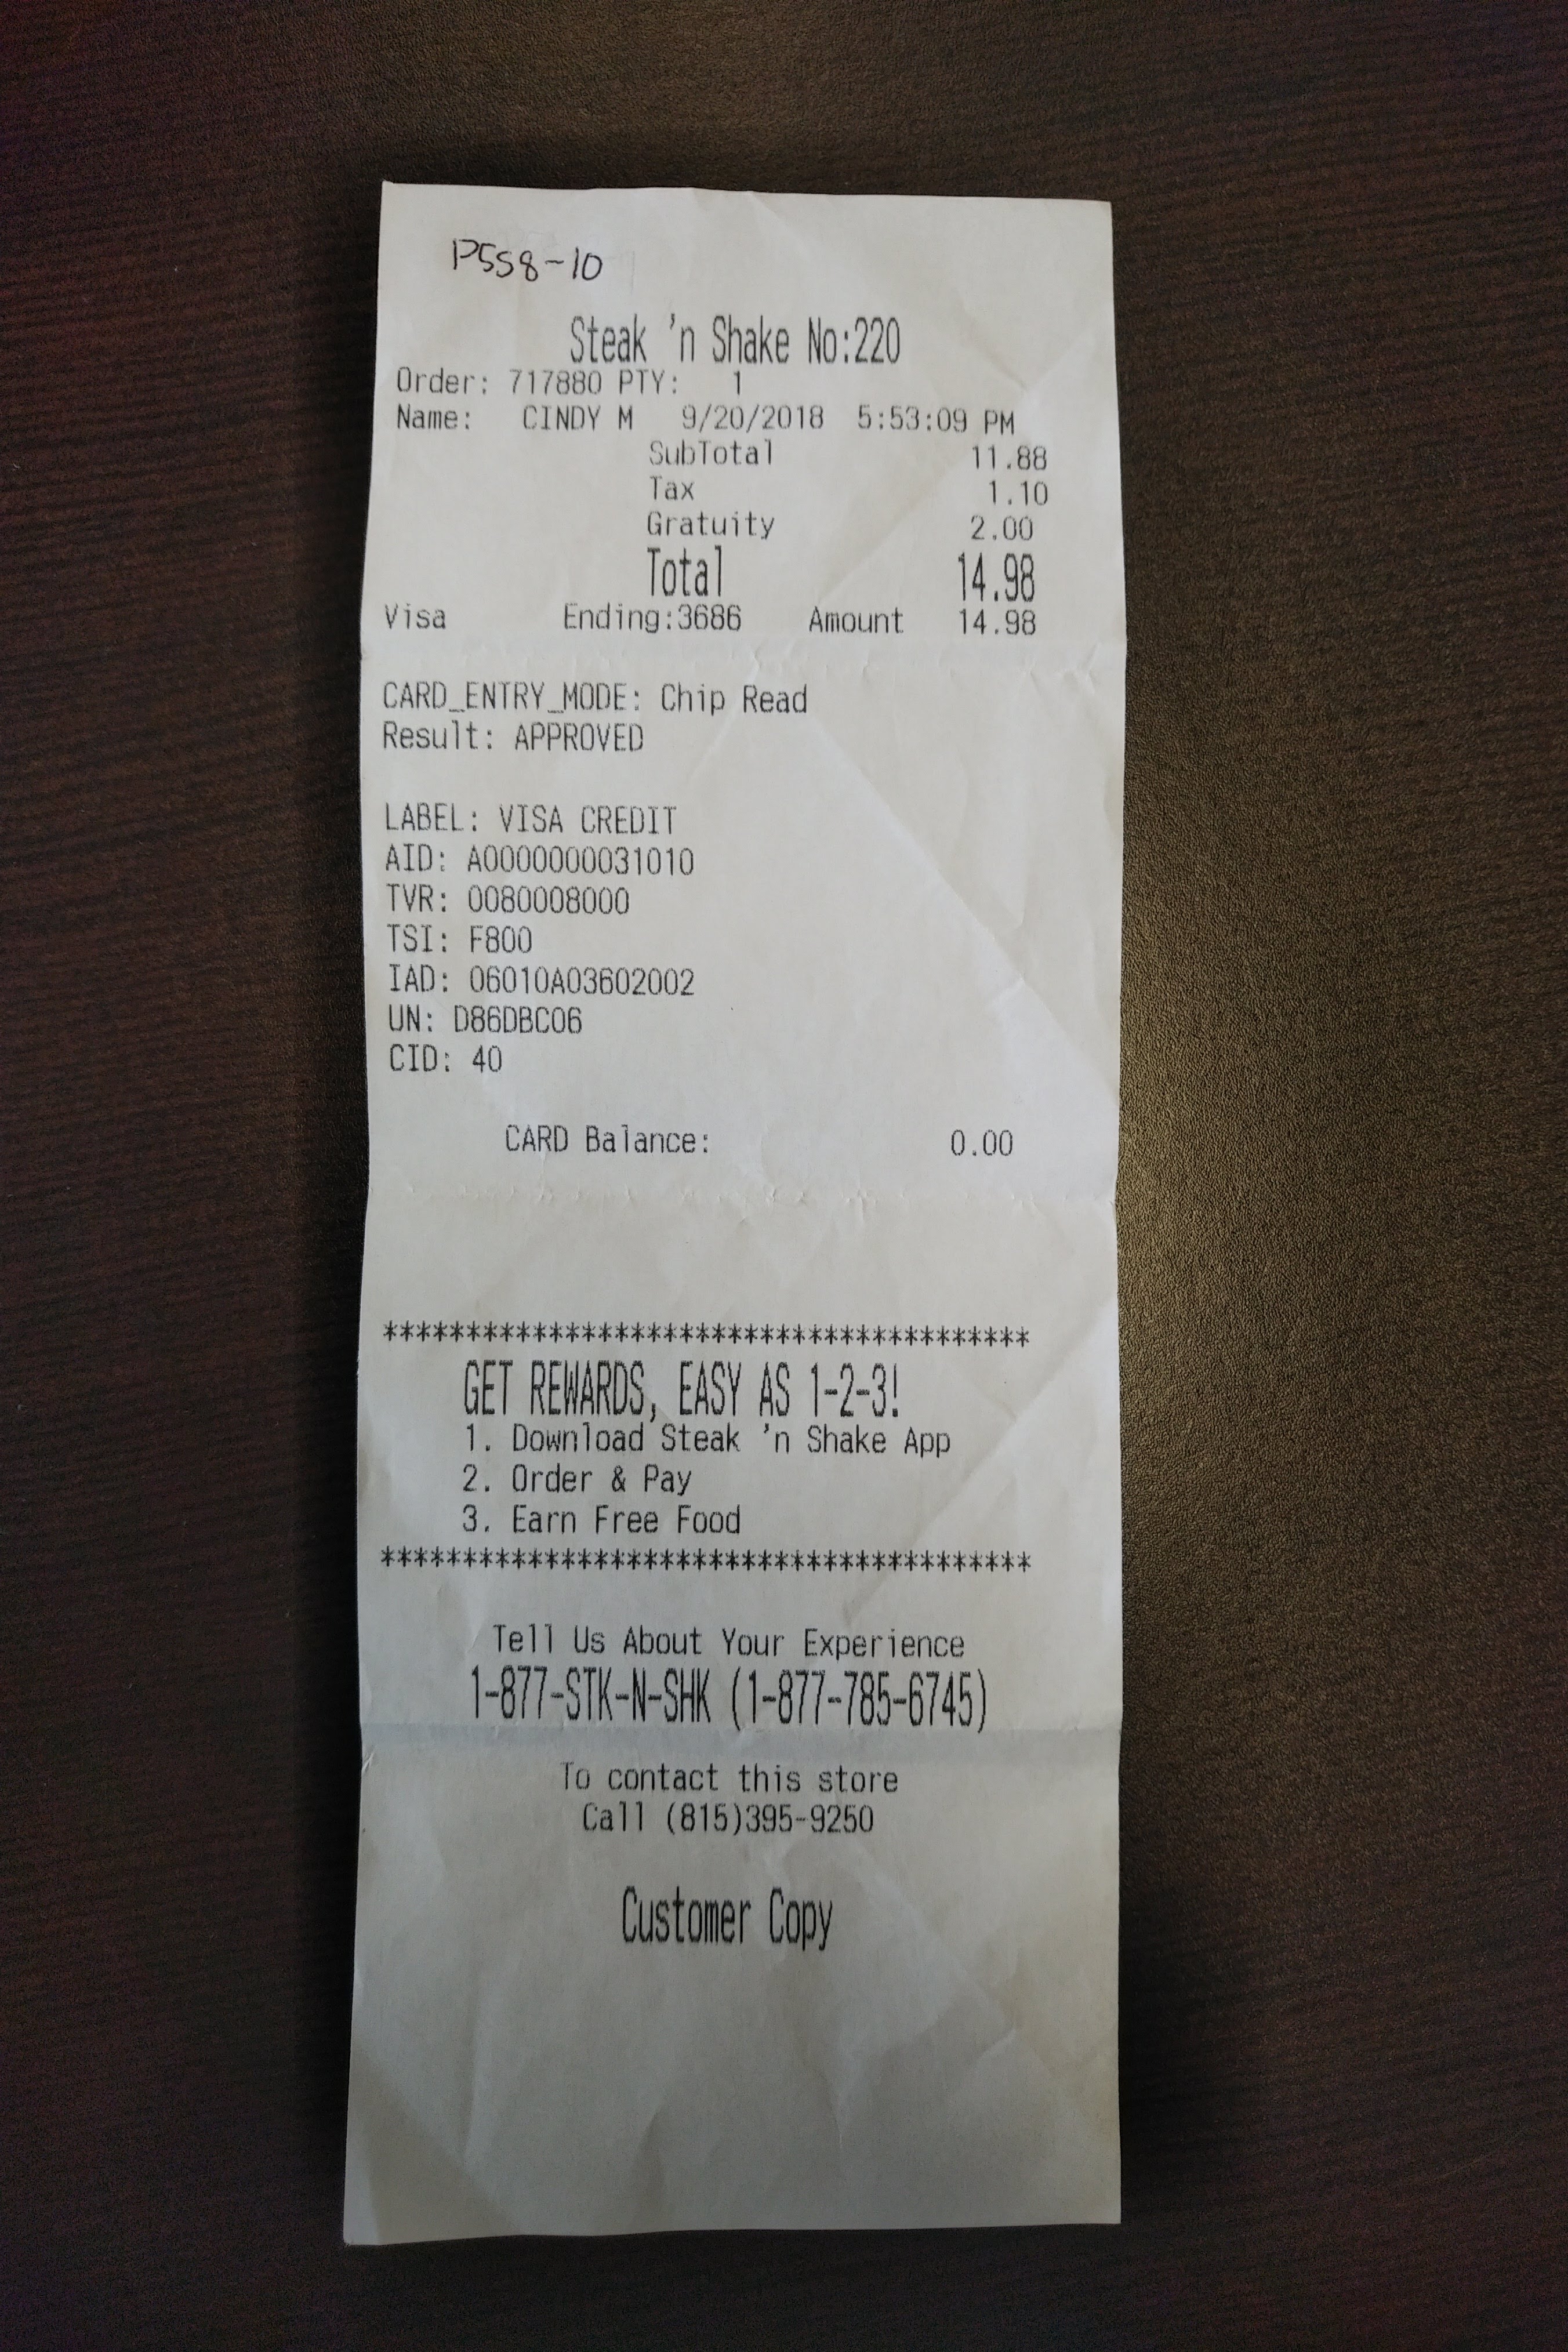 P558-10
Steak 'n Shake No:220
Order: 717880 PTY: 1
Name: CINDY M 9/20/2018 5:53:09 PM
SubTotal 11.88
Tax 1.10
Gratuity 2.00
Total 14.98
Visa Ending:3686 Amount 14.98
CARD_ENTRY_MODE: Chip Read
Result: APPROVED
LABEL: VISA CREDIT
AID: A0000000031010
TVR: 0080008000
TSI: F800
IAD: 06010A03602002
UN: D86DBC06
CID: 40
CARD Balance: 0.00
****************************************
GET REWARDS, EASY AS 1-2-3!
1. Download Steak 'n Shake App
2. Order & Pay
3. Earn Free Food
****************************************
Tell Us About Your Experience
1-877-STK-N-SHK (1-877-785-6745)
To contact this store
Call (815)395-9250
Customer Copy